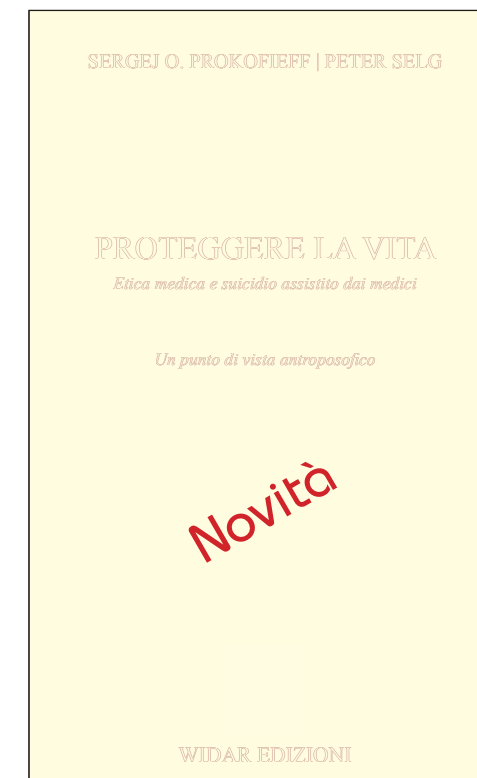 SERGEJ O. PROKOFIEFF | PETER SELG
PROTEGGERE LA VITA
Etica medica e suicidio assistito dai medici
Un punto di vista antroposofico
Novità
WIDAR EDIZIONI